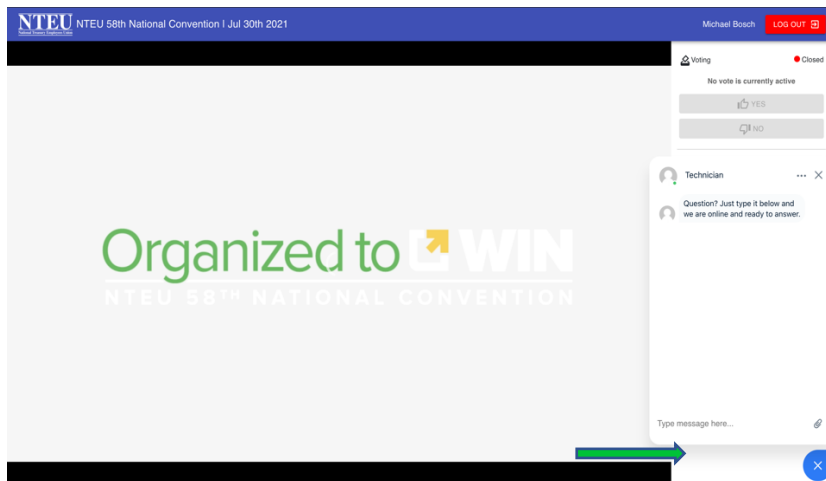 NTEU
National Treasury Employees Union
NTEU 58th National Convention | Jul 30th 2021
Michael Bosch
LOG OUT
Voting
Closed
No vote is currently active
YES
NO
Technician
Question? Just type it below and
we are online and ready to answer.
Organized to WIN
NTEU 58TH NATIONAL CONVENTION
Type message here...